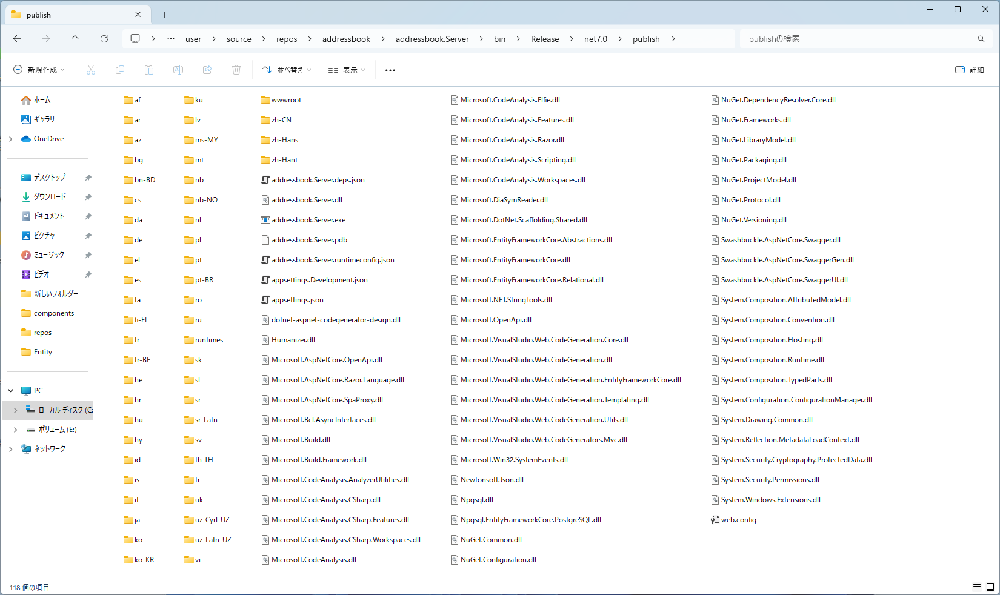 publish
user
source
repos
addressbook
addressbook.Server
bin
Release
net7.0
publish
publishの検索
新規作成
並べ替え
表示
詳細
ホーム
ギャラリー
OneDrive
デスクトップ
ダウンロード
ドキュメント
ピクチャ
ミュージック
ビデオ
新しいフォルダー
components
repos
Entity
PC
ローカル ディスク (C:
ボリューム (E:)
ネットワーク
af
ar
az
bg
bn-BD
cs
da
de
el
es
fa
fi-FI
fr
fr-BE
he
hr
hu
hy
id
is
it
ja
ko
ko-KR
ku
lv
ms-MY
mt
nb
nb-NO
nl
pl
pt
pt-BR
ro
ru
runtimes
sk
sl
sr
sr-Latn
sv
th-TH
tr
uk
uz-Cyrl-UZ
uz-Latn-UZ
vi
wwwroot
zh-CN
zh-Hans
zh-Hant
addressbook.Server.deps.json
addressbook.Server.dll
addressbook.Server.exe
addressbook.Server.pdb
addressbook.Server.runtimeconfig.json
appsettings.Development.json
appsettings.json
dotnet-aspnet-codegenerator-design.dll
Humanizer.dll
Microsoft.AspNetCore.OpenApi.dll
Microsoft.AspNetCore.Razor.Language.dll
Microsoft.AspNetCore.SpaProxy.dll
Microsoft.Bcl.AsyncInterfaces.dll
Microsoft.Build.dll
Microsoft.Build.Framework.dll
Microsoft.CodeAnalysis.AnalyzerUtilities.dll
Microsoft.CodeAnalysis.CSharp.dll
Microsoft.CodeAnalysis.CSharp.Features.dll
Microsoft.CodeAnalysis.CSharp.Workspaces.dll
Microsoft.CodeAnalysis.dll
Microsoft.CodeAnalysis.Elfie.dll
Microsoft.CodeAnalysis.Features.dll
Microsoft.CodeAnalysis.Razor.dll
Microsoft.CodeAnalysis.Scripting.dll
Microsoft.CodeAnalysis.Workspaces.dll
Microsoft.DiaSymReader.dll
Microsoft.DotNet.Scaffolding.Shared.dll
Microsoft.EntityFrameworkCore.Abstractions.dll
Microsoft.EntityFrameworkCore.dll
Microsoft.EntityFrameworkCore.Relational.dll
Microsoft.NET.StringTools.dll
Microsoft.OpenApi.dll
Microsoft.VisualStudio.Web.CodeGeneration.Core.dll
Microsoft.VisualStudio.Web.CodeGeneration.dll
Microsoft.VisualStudio.Web.CodeGeneration.EntityFrameworkCore.dll
Microsoft.VisualStudio.Web.CodeGeneration.Templating.dll
Microsoft.VisualStudio.Web.CodeGeneration.Utils.dll
Microsoft.VisualStudio.Web.CodeGenerators.Mvc.dll
Microsoft.Win32.SystemEvents.dll
Newtonsoft.Json.dll
Npgsql.dll
Npgsql.EntityFrameworkCore.PostgreSQL.dll
NuGet.Common.dll
NuGet.Configuration.dll
NuGet.DependencyResolver.Core.dll
NuGet.Frameworks.dll
NuGet.LibraryModel.dll
NuGet.Packaging.dll
NuGet.ProjectModel.dll
NuGet.Protocol.dll
NuGet.Versioning.dll
Swashbuckle.AspNetCore.Swagger.dll
Swashbuckle.AspNetCore.SwaggerGen.dll
Swashbuckle.AspNetCore.SwaggerUI.dll
System.Composition.AttributedModel.dll
System.Composition.Convention.dll
System.Composition.Hosting.dll
System.Composition.Runtime.dll
System.Composition.TypedParts.dll
System.Configuration.ConfigurationManager.dll
System.Drawing.Common.dll
System.Reflection.MetadataLoadContext.dll
System.Security.Cryptography.ProtectedData.dll
System.Security.Permissions.dll
System.Windows.Extensions.dll
web.config
118 個の項目